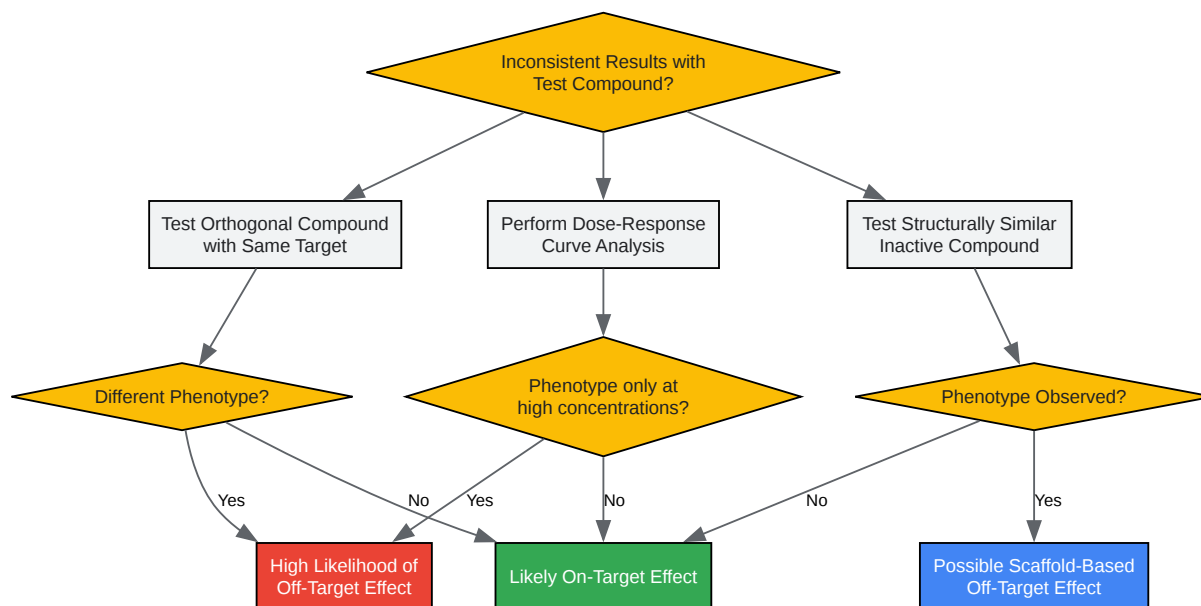 Inconsistent Results with
Test Compound?
Test Orthogonal Compound
with Same Target
Perform Dose-Response
Curve Analysis
Test Structurally Similar
Inactive Compound
Different Phenotype?
Phenotype only at
high concentrations?
Phenotype Observed?
Yes
No
Yes
No
No
Yes
High Likelihood of
Off-Target Effect
Likely On-Target Effect
Possible Scaffold-Based
Off-Target Effect